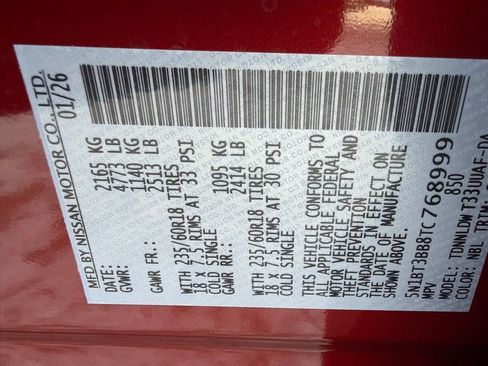 MFD BY NISSAN MOTOR CO., LTD.
01/26
GVWR: 2165 KG
4773 LB
GAWR FR.: 1140 KG
2513 LB
WITH 235/60R18 TIRES
18 x 7.5 RIMS AT 33 PSI
COLD SINGLE
1095 KG
2414 LB
WITH 235/60R18 TIRES
18 x 7.5 RIMS AT 30 PSI
COLD SINGLE
THIS VEHICLE CONFORMS TO
ALL APPLICABLE FEDERAL
MOTOR VEHICLE SAFETY AND
THEFT PREVENTION
STANDARDS IN EFFECT ON
THE DATE OF MANUFACTURE
SHOWN ABOVE.
5N1BT3BB8TC768999
MPV 850
MODEL: TDNNLDW T33UUAF-DA
COLOR: NBL TRIM: